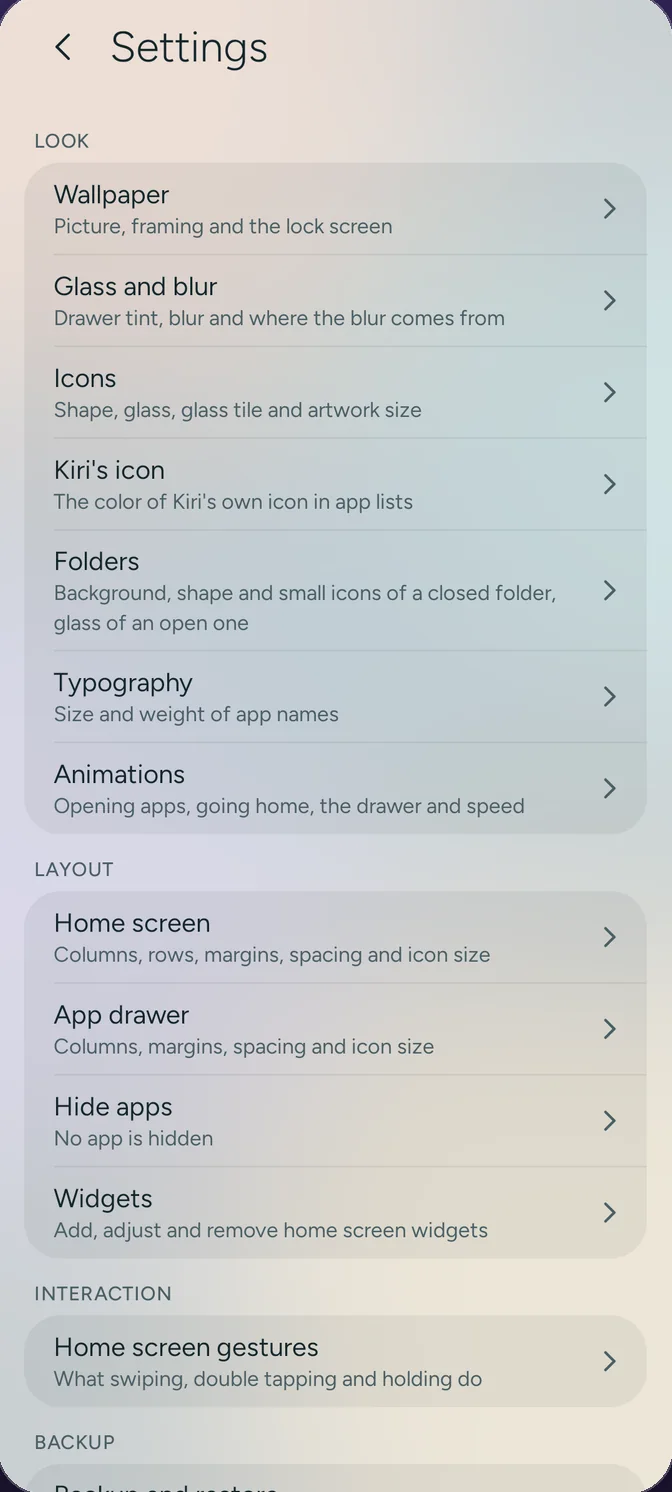 Settings
LOOK
Wallpaper
Picture, framing and the lock screen
Glass and blur
Drawer tint, blur and where the blur comes from
Icons
Shape, glass, glass tile and artwork size
Kiri's icon
The color of Kiri's own icon in app lists
Folders
Background, shape and small icons of a closed folder,
glass of an open one
Typography
Size and weight of app names
Animations
Opening apps, going home, the drawer and speed
LAYOUT
Home screen
Columns, rows, margins, spacing and icon size
App drawer
Columns, margins, spacing and icon size
Hide apps
No app is hidden
Widgets
Add, adjust and remove home screen widgets
INTERACTION
Home screen gestures
What swiping, double tapping and holding do
BACKUP
Backup and restore